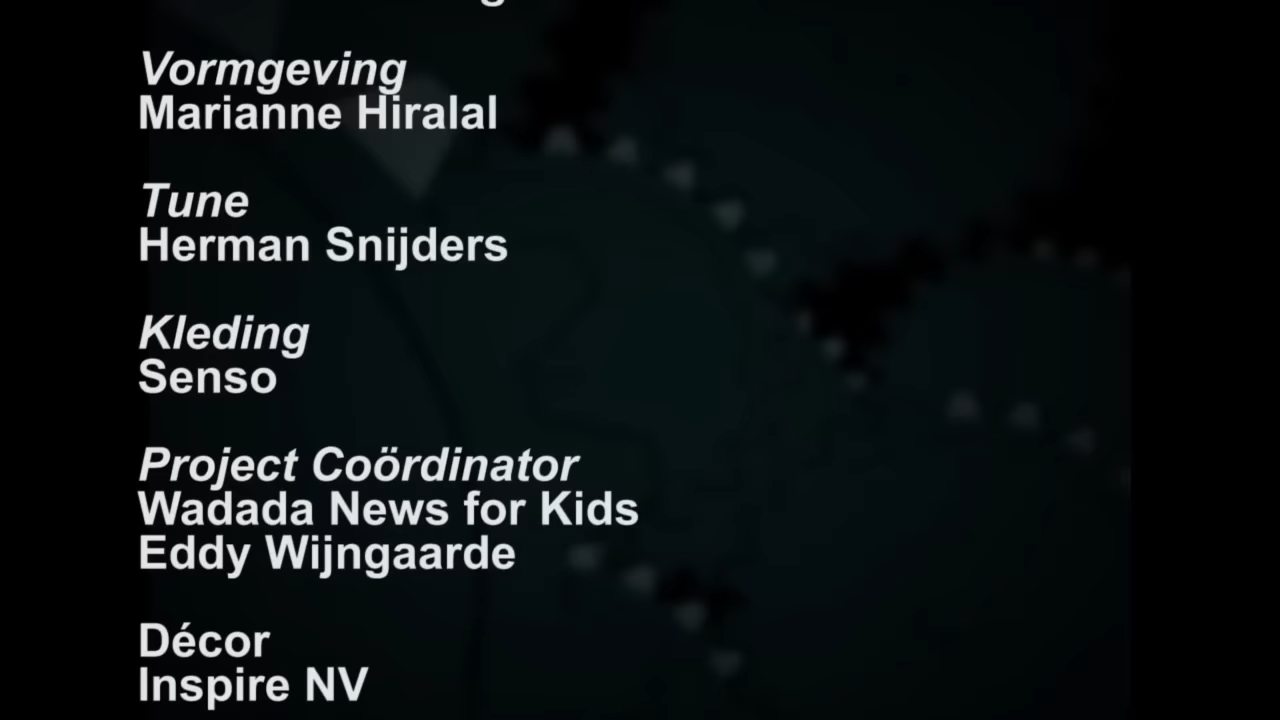 Vormgeving
Marianne Hiralal
Tune
Herman Snijders
Kleding
Senso
Project Coördinator
Wadada News for Kids
Eddy Wijngaarde
Décor
Inspire NV